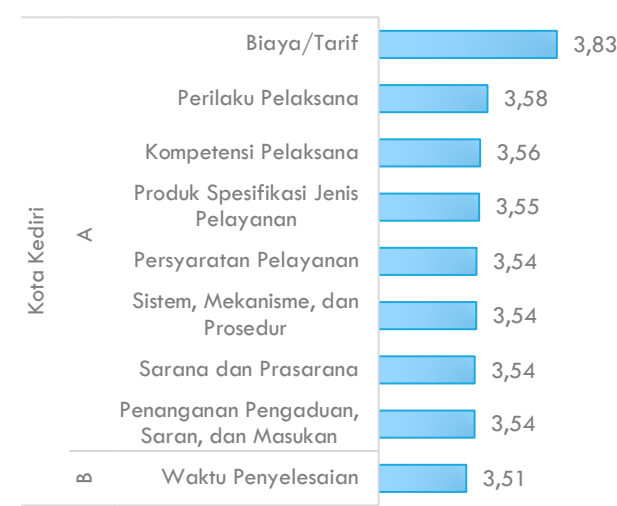 Kota Kediri
A
Biaya/Tarif 3,83
Perilaku Pelaksana 3,58
Kompetensi Pelaksana 3,56
Produk Spesifikasi Jenis
Pelayanan 3,55
Persyaratan Pelayanan 3,54
Sistem, Mekanisme, dan
Prosedur 3,54
Sarana dan Prasarana 3,54
Penanganan Pengaduan,
Saran, dan Masukan 3,54
B
Waktu Penyelesaian 3,51